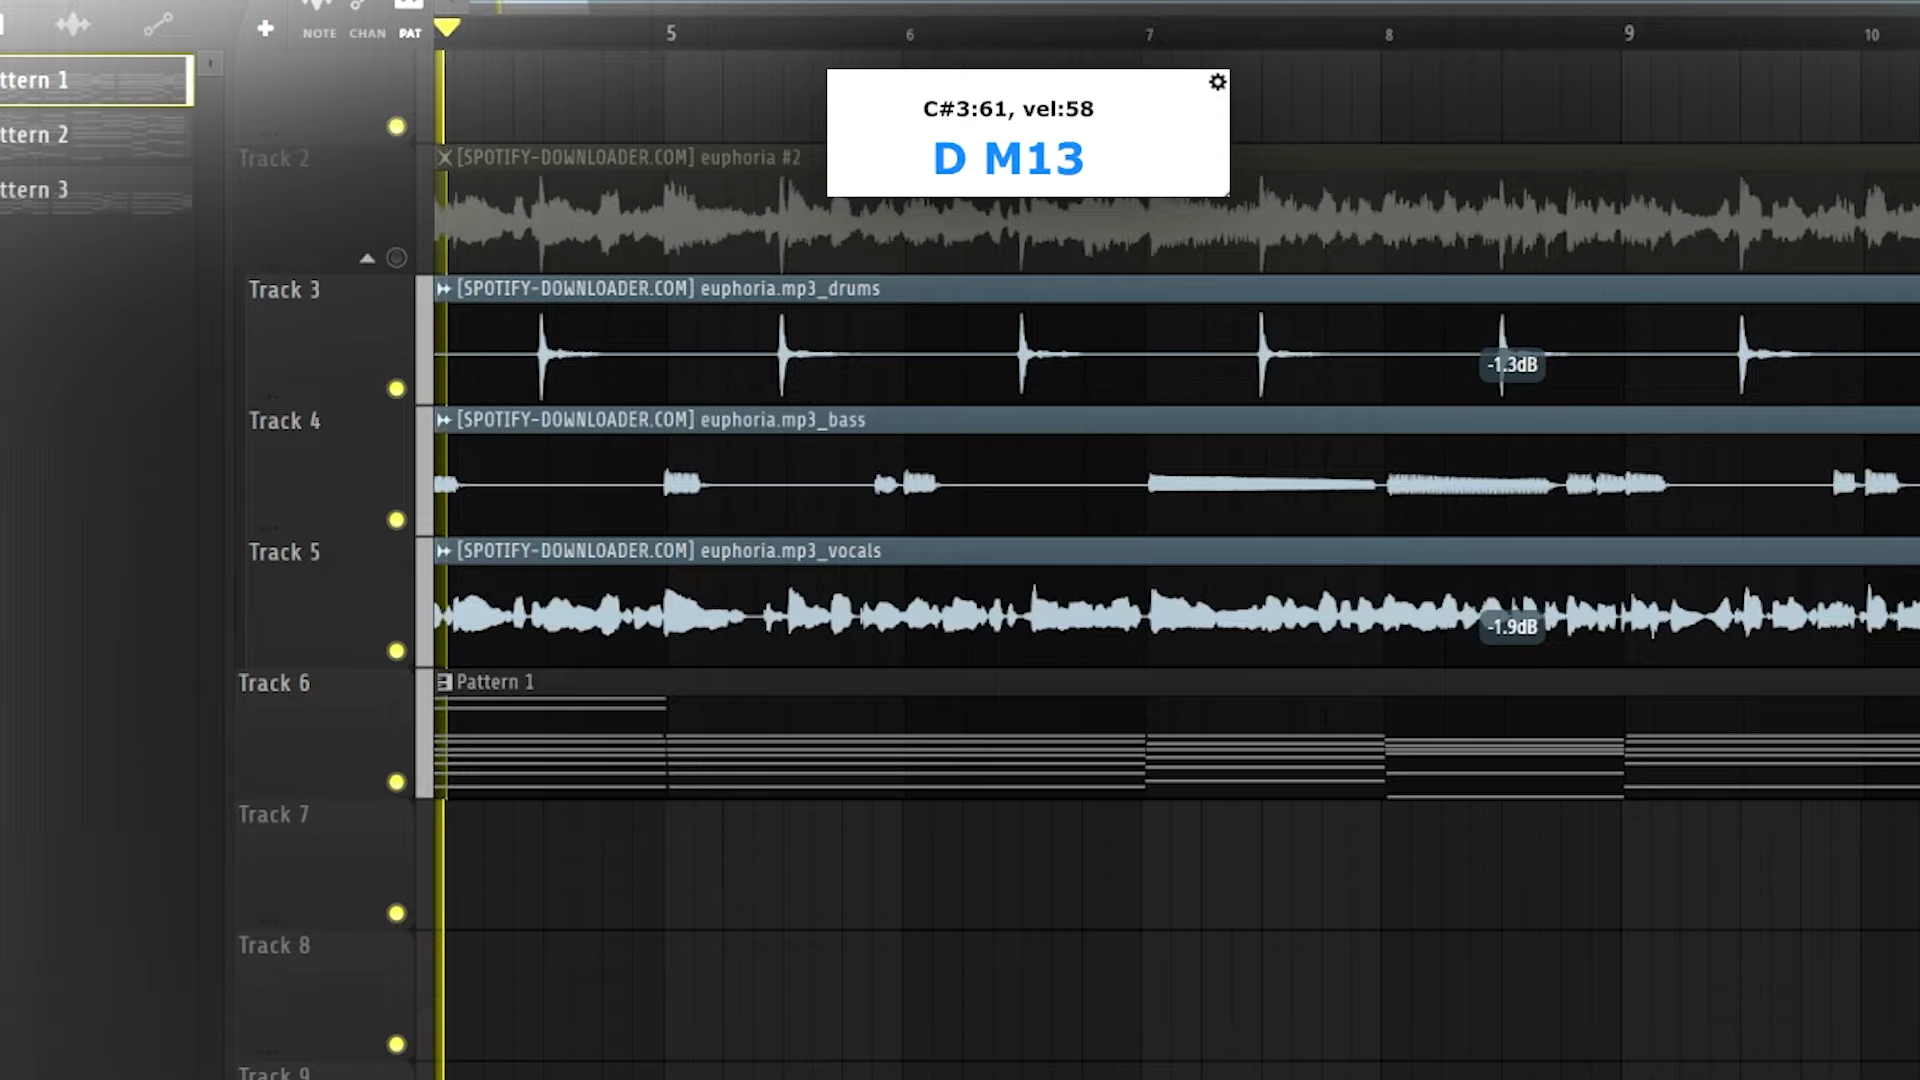 NOTE CHAN PAT
5 6 7 8 9 10
ttern 1
ttern 2
ttern 3
C#3:61, vel:58
D M13
Track 2
[SPOTIFY-DOWNLOADER.COM] euphoria #2
Track 3
[SPOTIFY-DOWNLOADER.COM] euphoria.mp3_drums
-1.3dB
Track 4
[SPOTIFY-DOWNLOADER.COM] euphoria.mp3_bass
Track 5
[SPOTIFY-DOWNLOADER.COM] euphoria.mp3_vocals
-1.9dB
Track 6
Pattern 1
Track 7
Track 8
Track 9